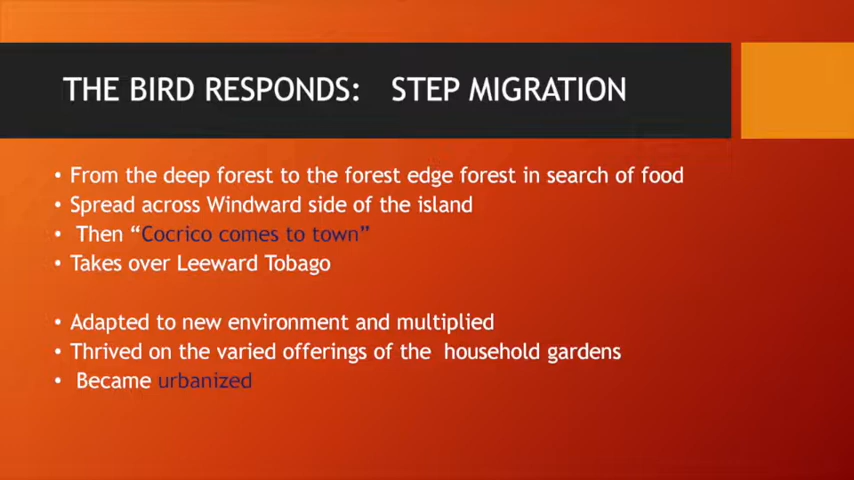 THE BIRD RESPONDS: STEP MIGRATION
• From the deep forest to the forest edge forest in search of food
• Spread across Windward side of the island
• Then “Cocrico comes to town”
• Takes over Leeward Tobago
• Adapted to new environment and multiplied
• Thrived on the varied offerings of the household gardens
• Became urbanized